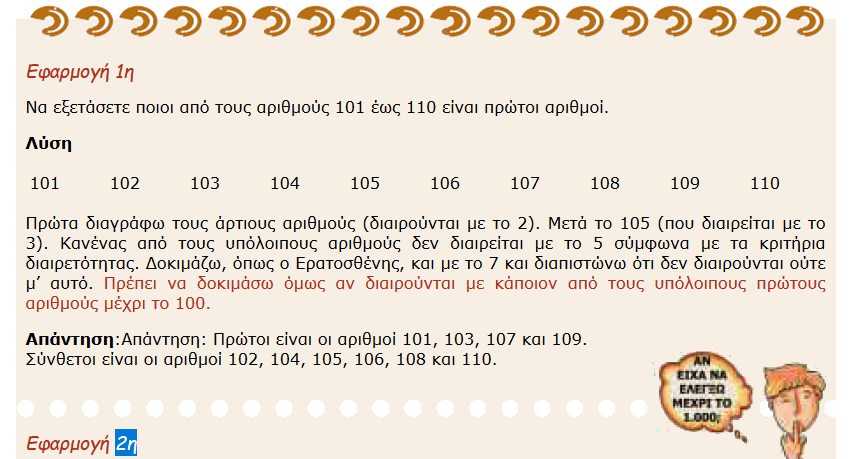 Εφαρμογή 1η
Να εξετάσετε ποιοι από τους αριθμούς 101 έως 110 είναι πρώτοι αριθμοί.
Λύση
101 102 103 104 105 106 107 108 109 110
Πρώτα διαγράφω τους άρτιους αριθμούς (διαιρούνται με το 2). Μετά το 105 (που διαιρείται με το
3). Κανένας από τους υπόλοιπους αριθμούς δεν διαιρείται με το 5 σύμφωνα με τα κριτήρια
διαιρετότητας. Δοκιμάζω, όπως ο Ερατοσθένης, και με το 7 και διαπιστώνω ότι δεν διαιρούνται ούτε
μ’ αυτό. Πρέπει να δοκιμάσω όμως αν διαιρούνται με κάποιον από τους υπόλοιπους πρώτους
αριθμούς μέχρι το 100.
Απάντηση:Απάντηση: Πρώτοι είναι οι αριθμοί 101, 103, 107 και 109.
Σύνθετοι είναι οι αριθμοί 102, 104, 105, 106, 108 και 110.
ΑΝ
ΕΙΧΑ ΝΑ
ΕΛΕΓΞΩ
ΜΕΧΡΙ ΤΟ
1.000;
Εφαρμογή 2η